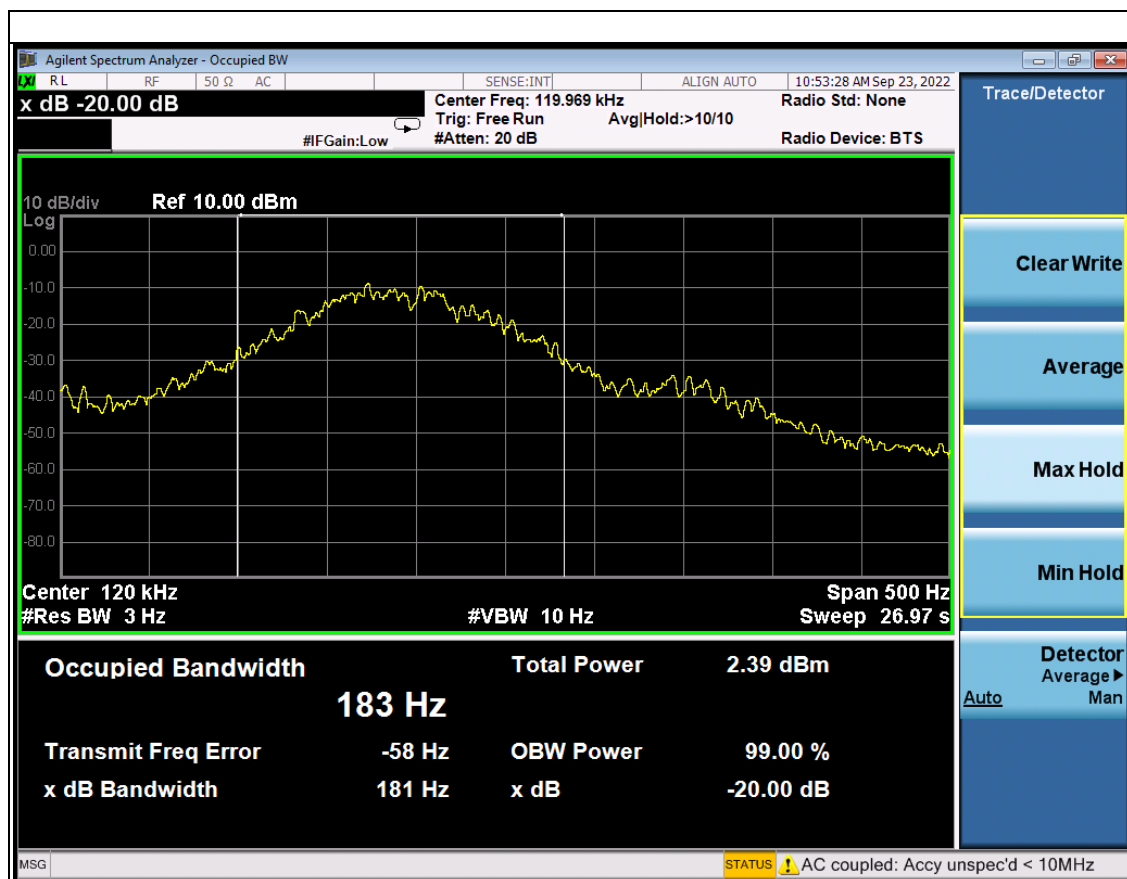 Agilent Spectrum Analyzer - Occupied BW
LXI RL RF 50 Ω AC SENSE:INT ALIGN AUTO 10:53:28 AM Sep 23, 2022
x dB -20.00 dB Center Freq: 119.969 kHz Radio Std: None
Trig: Free Run Avg|Hold:>10/10
#IFGain:Low #Atten: 20 dB Radio Device: BTS
10 dB/div Ref 10.00 dBm
Log
0.00
-10.0
-20.0
-30.0
-40.0
-50.0
-60.0
-70.0
-80.0
Center 120 kHz Span 500 Hz
#Res BW 3 Hz #VBW 10 Hz Sweep 26.97 s
Occupied Bandwidth Total Power 2.39 dBm
183 Hz
Transmit Freq Error -58 Hz OBW Power 99.00 %
x dB Bandwidth 181 Hz x dB -20.00 dB
Trace/Detector
Clear Write
Average
Max Hold
Min Hold
Detector
Average▶
Auto Man
MSG STATUS AC coupled: Accy unspec'd < 10MHz